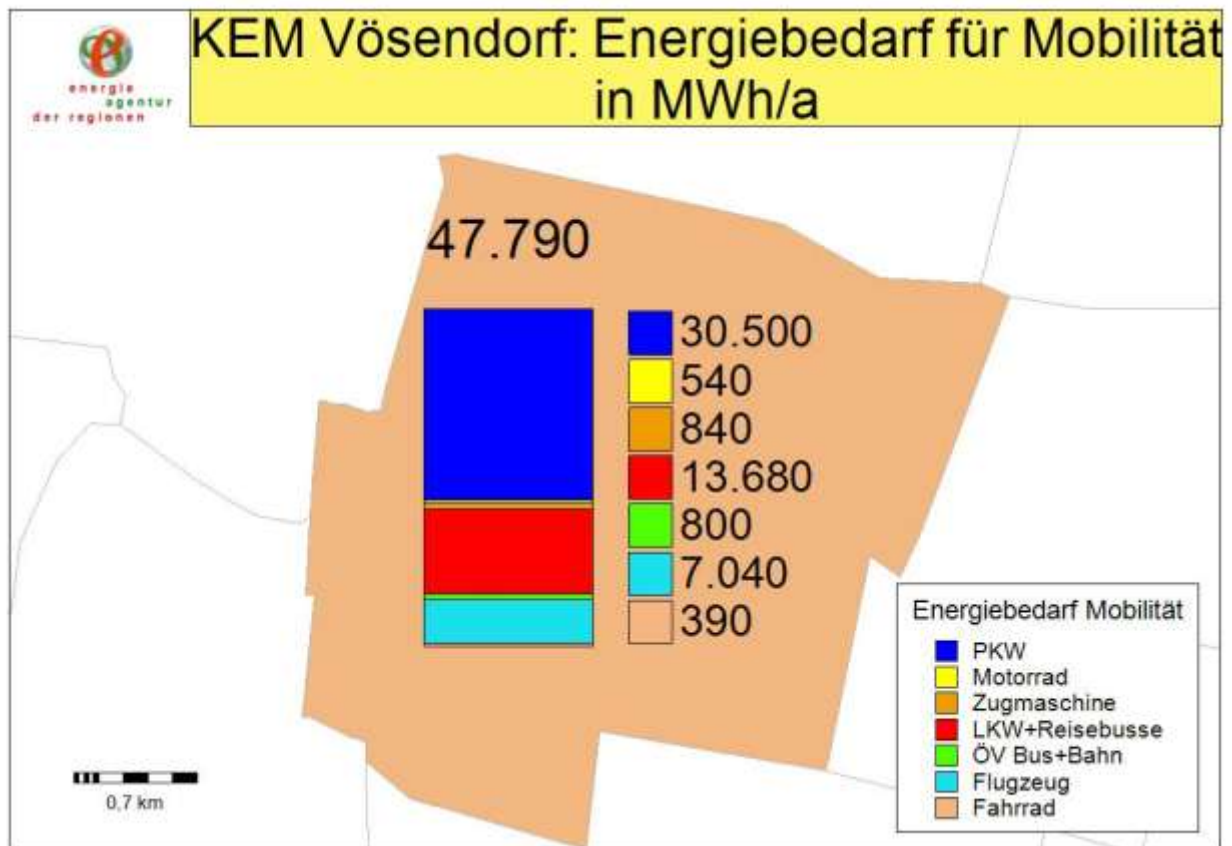 energie
agentur
der regionen
KEM Vösendorf: Energiebedarf für Mobilität
in MWh/a
47.790
30.500
540
840
13.680
800
7.040
390
Energiebedarf Mobilität
PKW
Motorrad
Zugmaschine
LKW+Reisebusse
ÖV Bus+Bahn
Flugzeug
Fahrrad
0,7 km